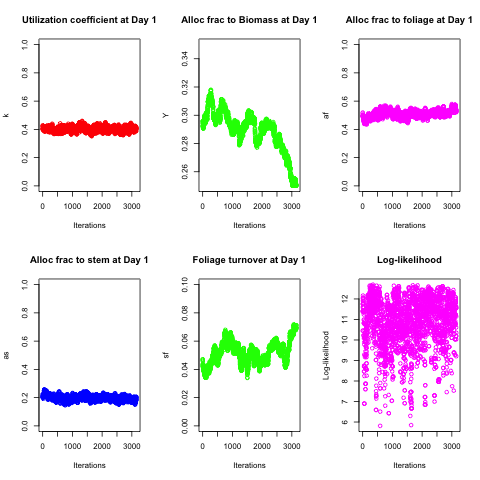 Utilization coefficient at Day 1
k
0.0 0.2 0.4 0.6 0.8 1.0
0 1000 3000
Iterations
Alloc frac to Biomass at Day 1
Y
0.26 0.28 0.30 0.32 0.34
0 1000 3000
Iterations
Alloc frac to foliage at Day 1
af
0.0 0.2 0.4 0.6 0.8 1.0
0 1000 3000
Iterations
Alloc frac to stem at Day 1
as
0.0 0.2 0.4 0.6 0.8 1.0
0 1000 3000
Iterations
Foliage turnover at Day 1
sf
0.00 0.02 0.04 0.06 0.08 0.10
0 1000 3000
Iterations
Log-likelihood
Log-likelihood
6 7 8 9 10 11 12
0 1000 3000
Iterations